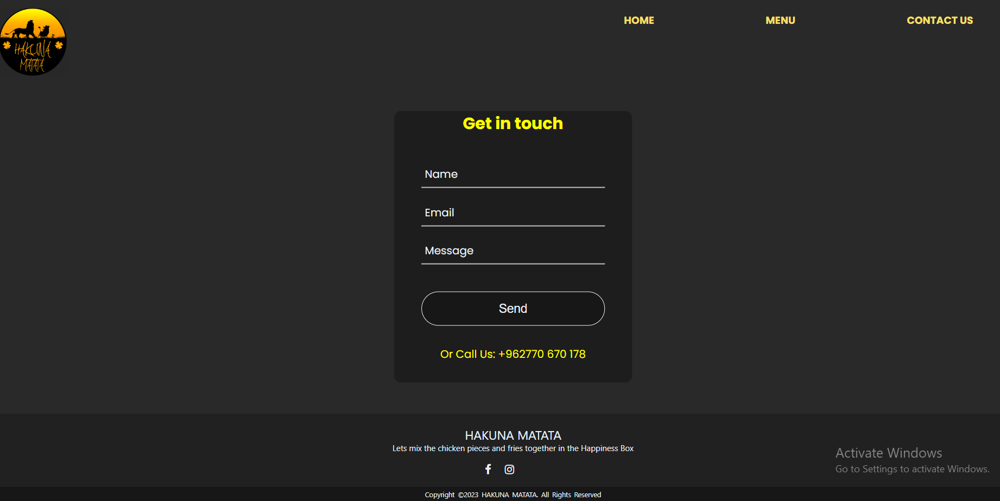 HAKUNA
MATATA
HOME
MENU
CONTACT US
Get in touch
Name
Email
Message
Send
Or Call Us: +962770 670 178
HAKUNA MATATA
Lets mix the chicken pieces and fries together in the Happiness Box
Activate Windows
Go to Settings to activate Windows.
Copyright ©2023 HAKUNA MATATA. All Rights Reserved